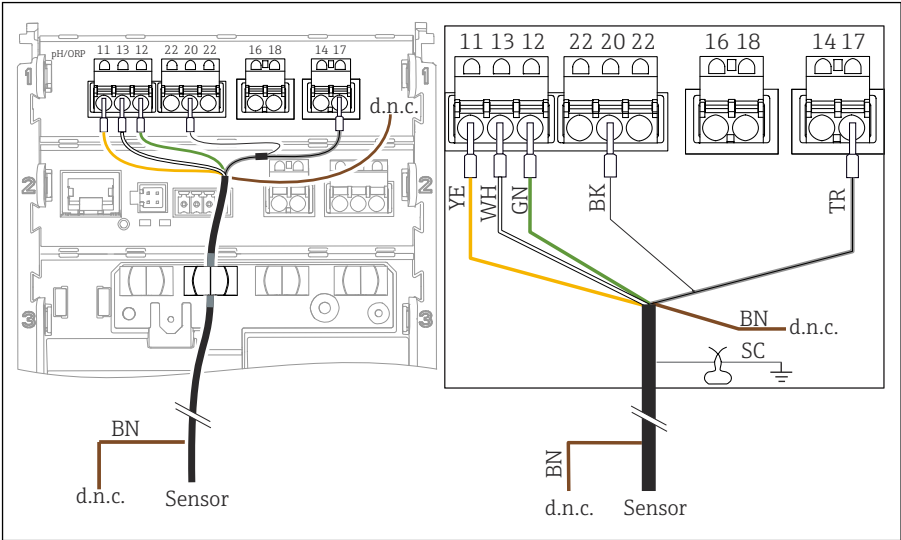 pH/ORP 11 13 12 22 20 22 16 18 14 17
1 1
d.n.c.
2 2
3 3
BN
d.n.c. Sensor
11 13 12 22 20 22 16 18 14 17
YE WH GN BK TR
BN d.n.c.
SC
BN
d.n.c. Sensor